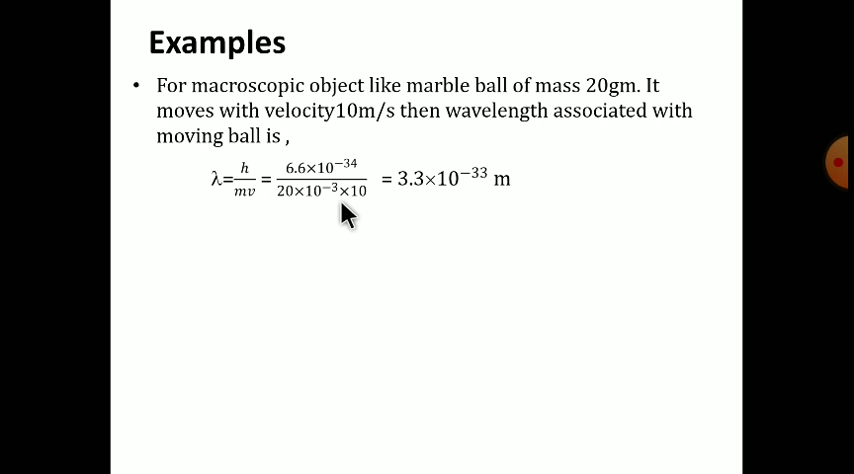 Examples
• For macroscopic object like marble ball of mass 20gm. It
moves with velocity10m/s then wavelength associated with
moving ball is ,
λ=h/mv = 6.6×10⁻³⁴/20×10⁻³×10 = 3.3×10⁻³³ m